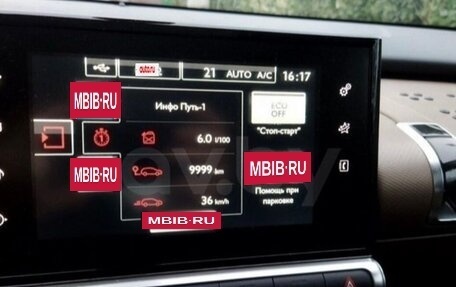 21 AUTO A/C 16:17
MBIB·RU
Инфо Путь-1
ECO OFF
"Стоп-старт"
6.0 l/100
MBIB·RU
9999 km
MBIB·RU
Помощь при парковке
36 km/h
MBIB·RU